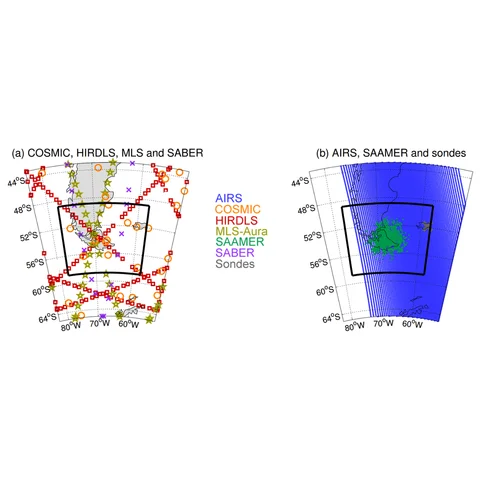 (a) COSMIC, HIRDLS, MLS and SABER
(b) AIRS, SAAMER and sondes
44°S
48°S
52°S
56°S
60°S
64°S
80°W
70°W
60°W
AIRS
COSMIC
HIRDLS
MLS-Aura
SAAMER
SABER
Sondes
44°S
48°S
52°S
56°S
60°S
64°S
80°W
70°W
60°W